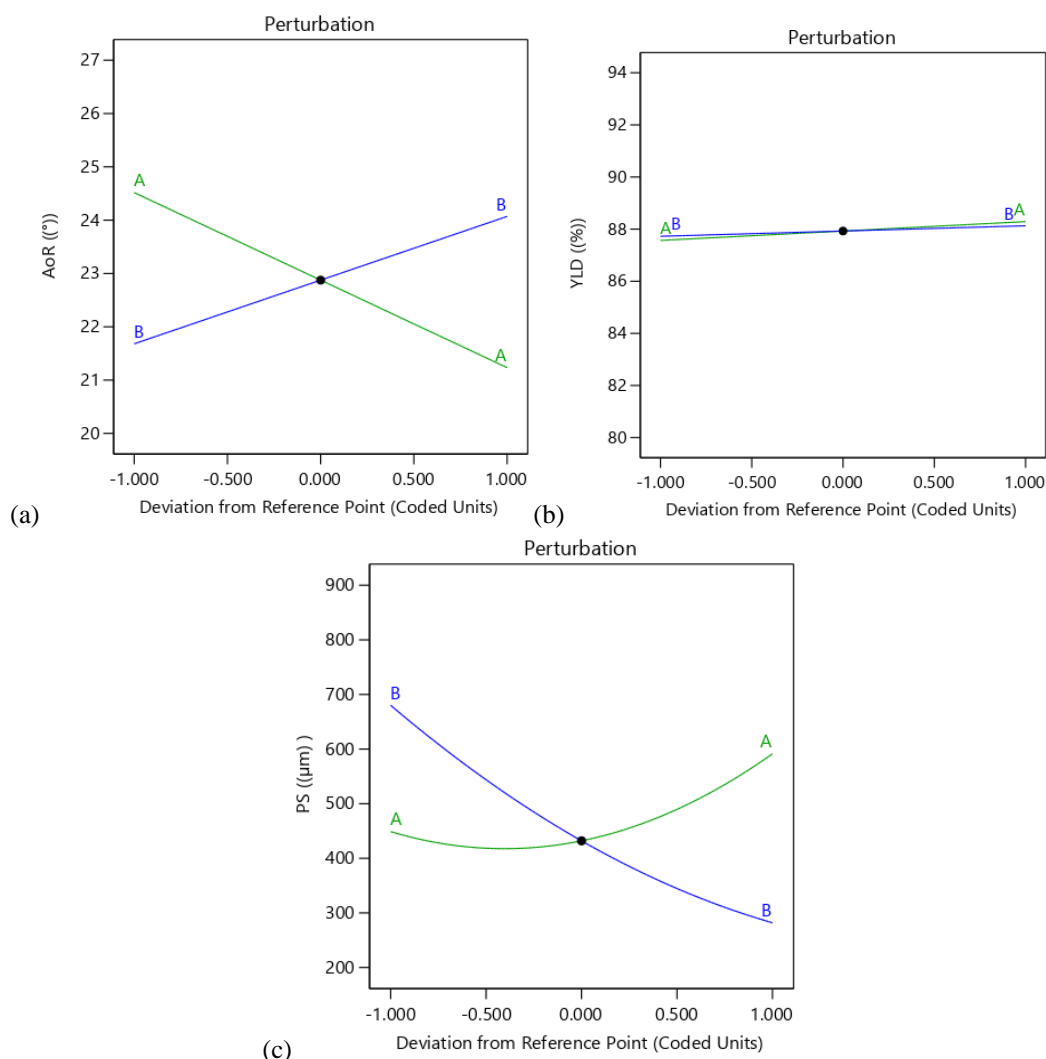 Perturbation
27
26
25
24
23
22
21
20
AoR ((°))
A
B
B
A
-1.000 -0.500 0.000 0.500 1.000
Deviation from Reference Point (Coded Units)
(a)
Perturbation
94
92
90
88
86
84
82
80
YLD ((%))
A B
B A
-1.000 -0.500 0.000 0.500 1.000
Deviation from Reference Point (Coded Units)
(b)
Perturbation
900
800
700
600
500
400
300
200
PS ((µm) )
B
A
A
B
-1.000 -0.500 0.000 0.500 1.000
Deviation from Reference Point (Coded Units)
(c)